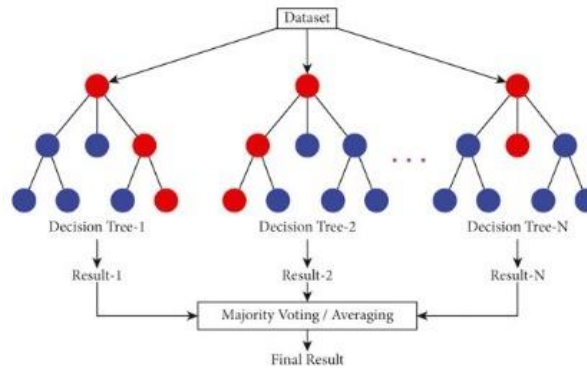 Dataset
Decision Tree-1
Decision Tree-2
Decision Tree-N
Result-1
Result-2
Result-N
Majority Voting / Averaging
Final Result